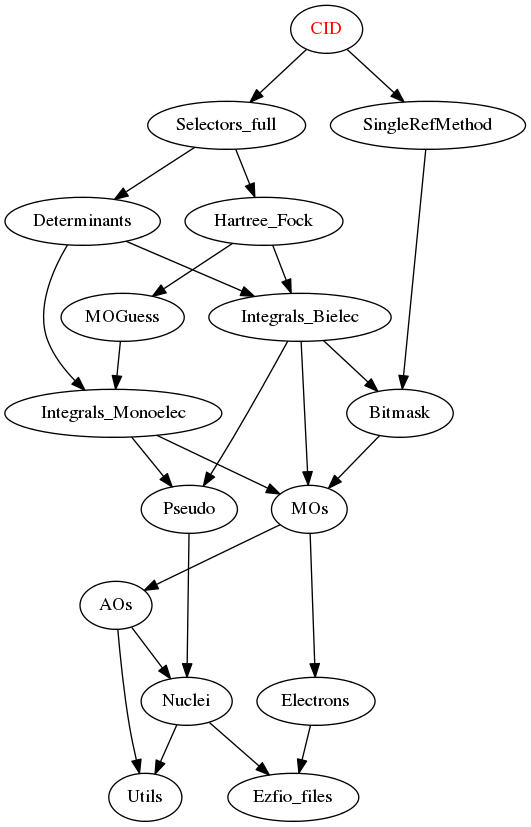 CID
Selectors_full
SingleRefMethod
Determinants
Hartree_Fock
MOGuess
Integrals_Bielec
Integrals_Monoelec
Bitmask
Pseudo
MOs
AOs
Nuclei
Electrons
Utils
Ezfio_files